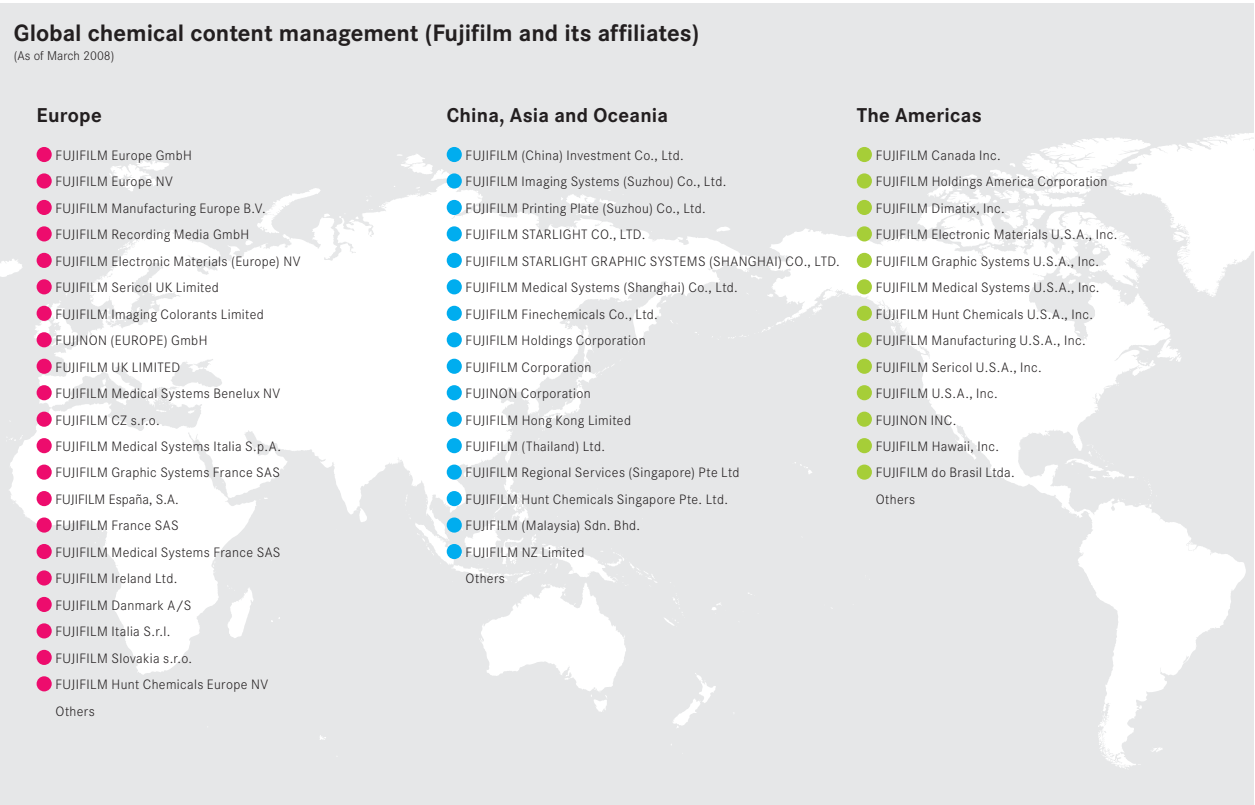 Global chemical content management (Fujifilm and its affiliates)
(As of March 2008)
Europe
FUJIFILM Europe GmbH
FUJIFILM Europe NV
FUJIFILM Manufacturing Europe B.V.
FUJIFILM Recording Media GmbH
FUJIFILM Electronic Materials (Europe) NV
FUJIFILM Sericol UK Limited
FUJIFILM Imaging Colorants Limited
FUJINON (EUROPE) GmbH
FUJIFILM UK LIMITED
FUJIFILM Medical Systems Benelux NV
FUJIFILM CZ s.r.o.
FUJIFILM Medical Systems Italia S.p.A.
FUJIFILM Graphic Systems France SAS
FUJIFILM España, S.A.
FUJIFILM France SAS
FUJIFILM Medical Systems France SAS
FUJIFILM Ireland Ltd.
FUJIFILM Danmark A/S
FUJIFILM Italia S.r.l.
FUJIFILM Slovakia s.r.o.
FUJIFILM Hunt Chemicals Europe NV
Others
China, Asia and Oceania
FUJIFILM (China) Investment Co., Ltd.
FUJIFILM Imaging Systems (Suzhou) Co., Ltd.
FUJIFILM Printing Plate (Suzhou) Co., Ltd.
FUJIFILM STARLIGHT CO., LTD.
FUJIFILM STARLIGHT GRAPHIC SYSTEMS (SHANGHAI) CO., LTD.
FUJIFILM Medical Systems (Shanghai) Co., Ltd.
FUJIFILM Finechemicals Co., Ltd.
FUJIFILM Holdings Corporation
FUJIFILM Corporation
FUJINON Corporation
FUJIFILM Hong Kong Limited
FUJIFILM (Thailand) Ltd.
FUJIFILM Regional Services (Singapore) Pte Ltd
FUJIFILM Hunt Chemicals Singapore Pte. Ltd.
FUJIFILM (Malaysia) Sdn. Bhd.
FUJIFILM NZ Limited
Others
The Americas
FUJIFILM Canada Inc.
FUJIFILM Holdings America Corporation
FUJIFILM Dimatix, Inc.
FUJIFILM Electronic Materials U.S.A., Inc.
FUJIFILM Graphic Systems U.S.A., Inc.
FUJIFILM Medical Systems U.S.A., Inc.
FUJIFILM Hunt Chemicals U.S.A., Inc.
FUJIFILM Manufacturing U.S.A., Inc.
FUJIFILM Sericol U.S.A., Inc.
FUJIFILM U.S.A., Inc.
FUJINON INC.
FUJIFILM Hawaii, Inc.
FUJIFILM do Brasil Ltda.
Others